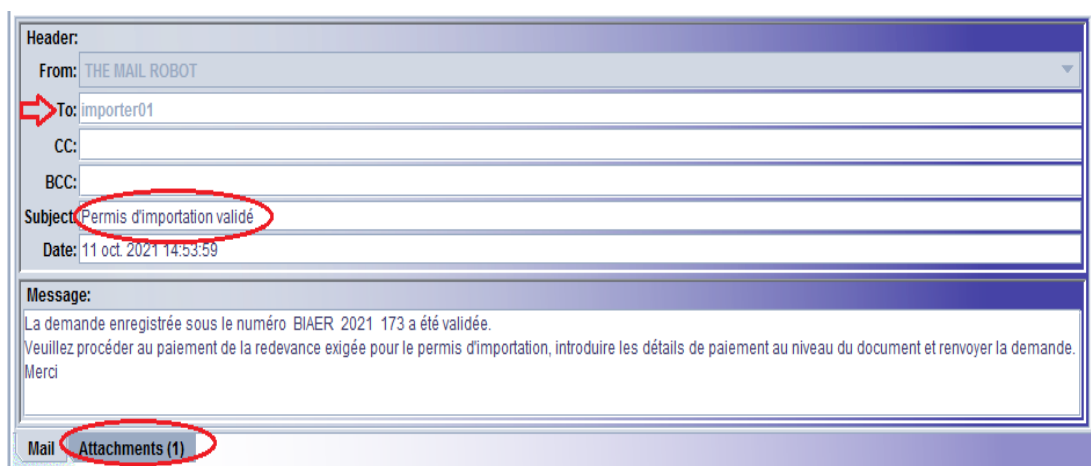 Header:
From: THE MAIL ROBOT
To: importer01
CC:
BCC:
Subject: Permis d'importation validé
Date: 11 oct. 2021 14:53:59
Message:
La demande enregistrée sous le numéro BIAER 2021 173 a été validée.
Veuillez procéder au paiement de la redevance exigée pour le permis d'importation, introduire les détails de paiement au niveau du document et renvoyer la demande.
Merci
Mail Attachments (1)